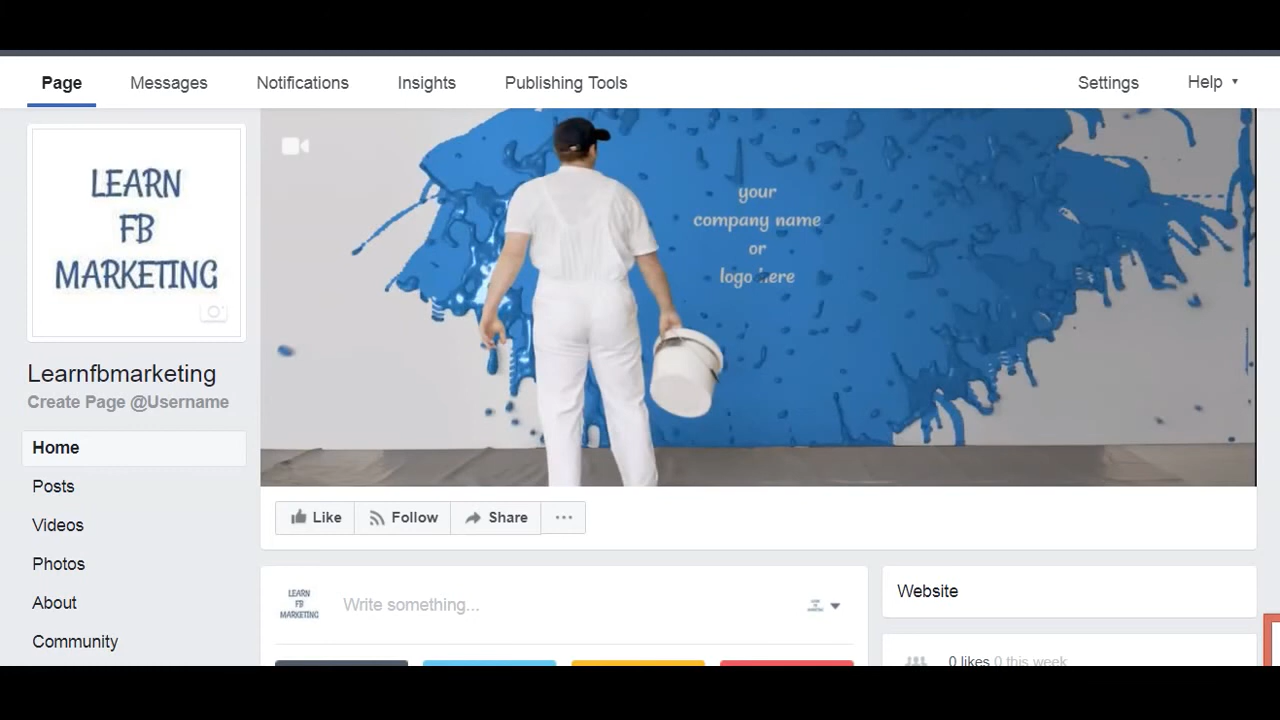 Page Messages Notifications Insights Publishing Tools Settings Help
LEARN
FB
MARKETING
your
company name
or
logo here
Learnfbmarketing
Create Page @Username
Home
Posts
Videos
Photos
About
Community
Like Follow Share
LEARN
FB
MARKETING
Write something...
Website
0 likes 0 this week